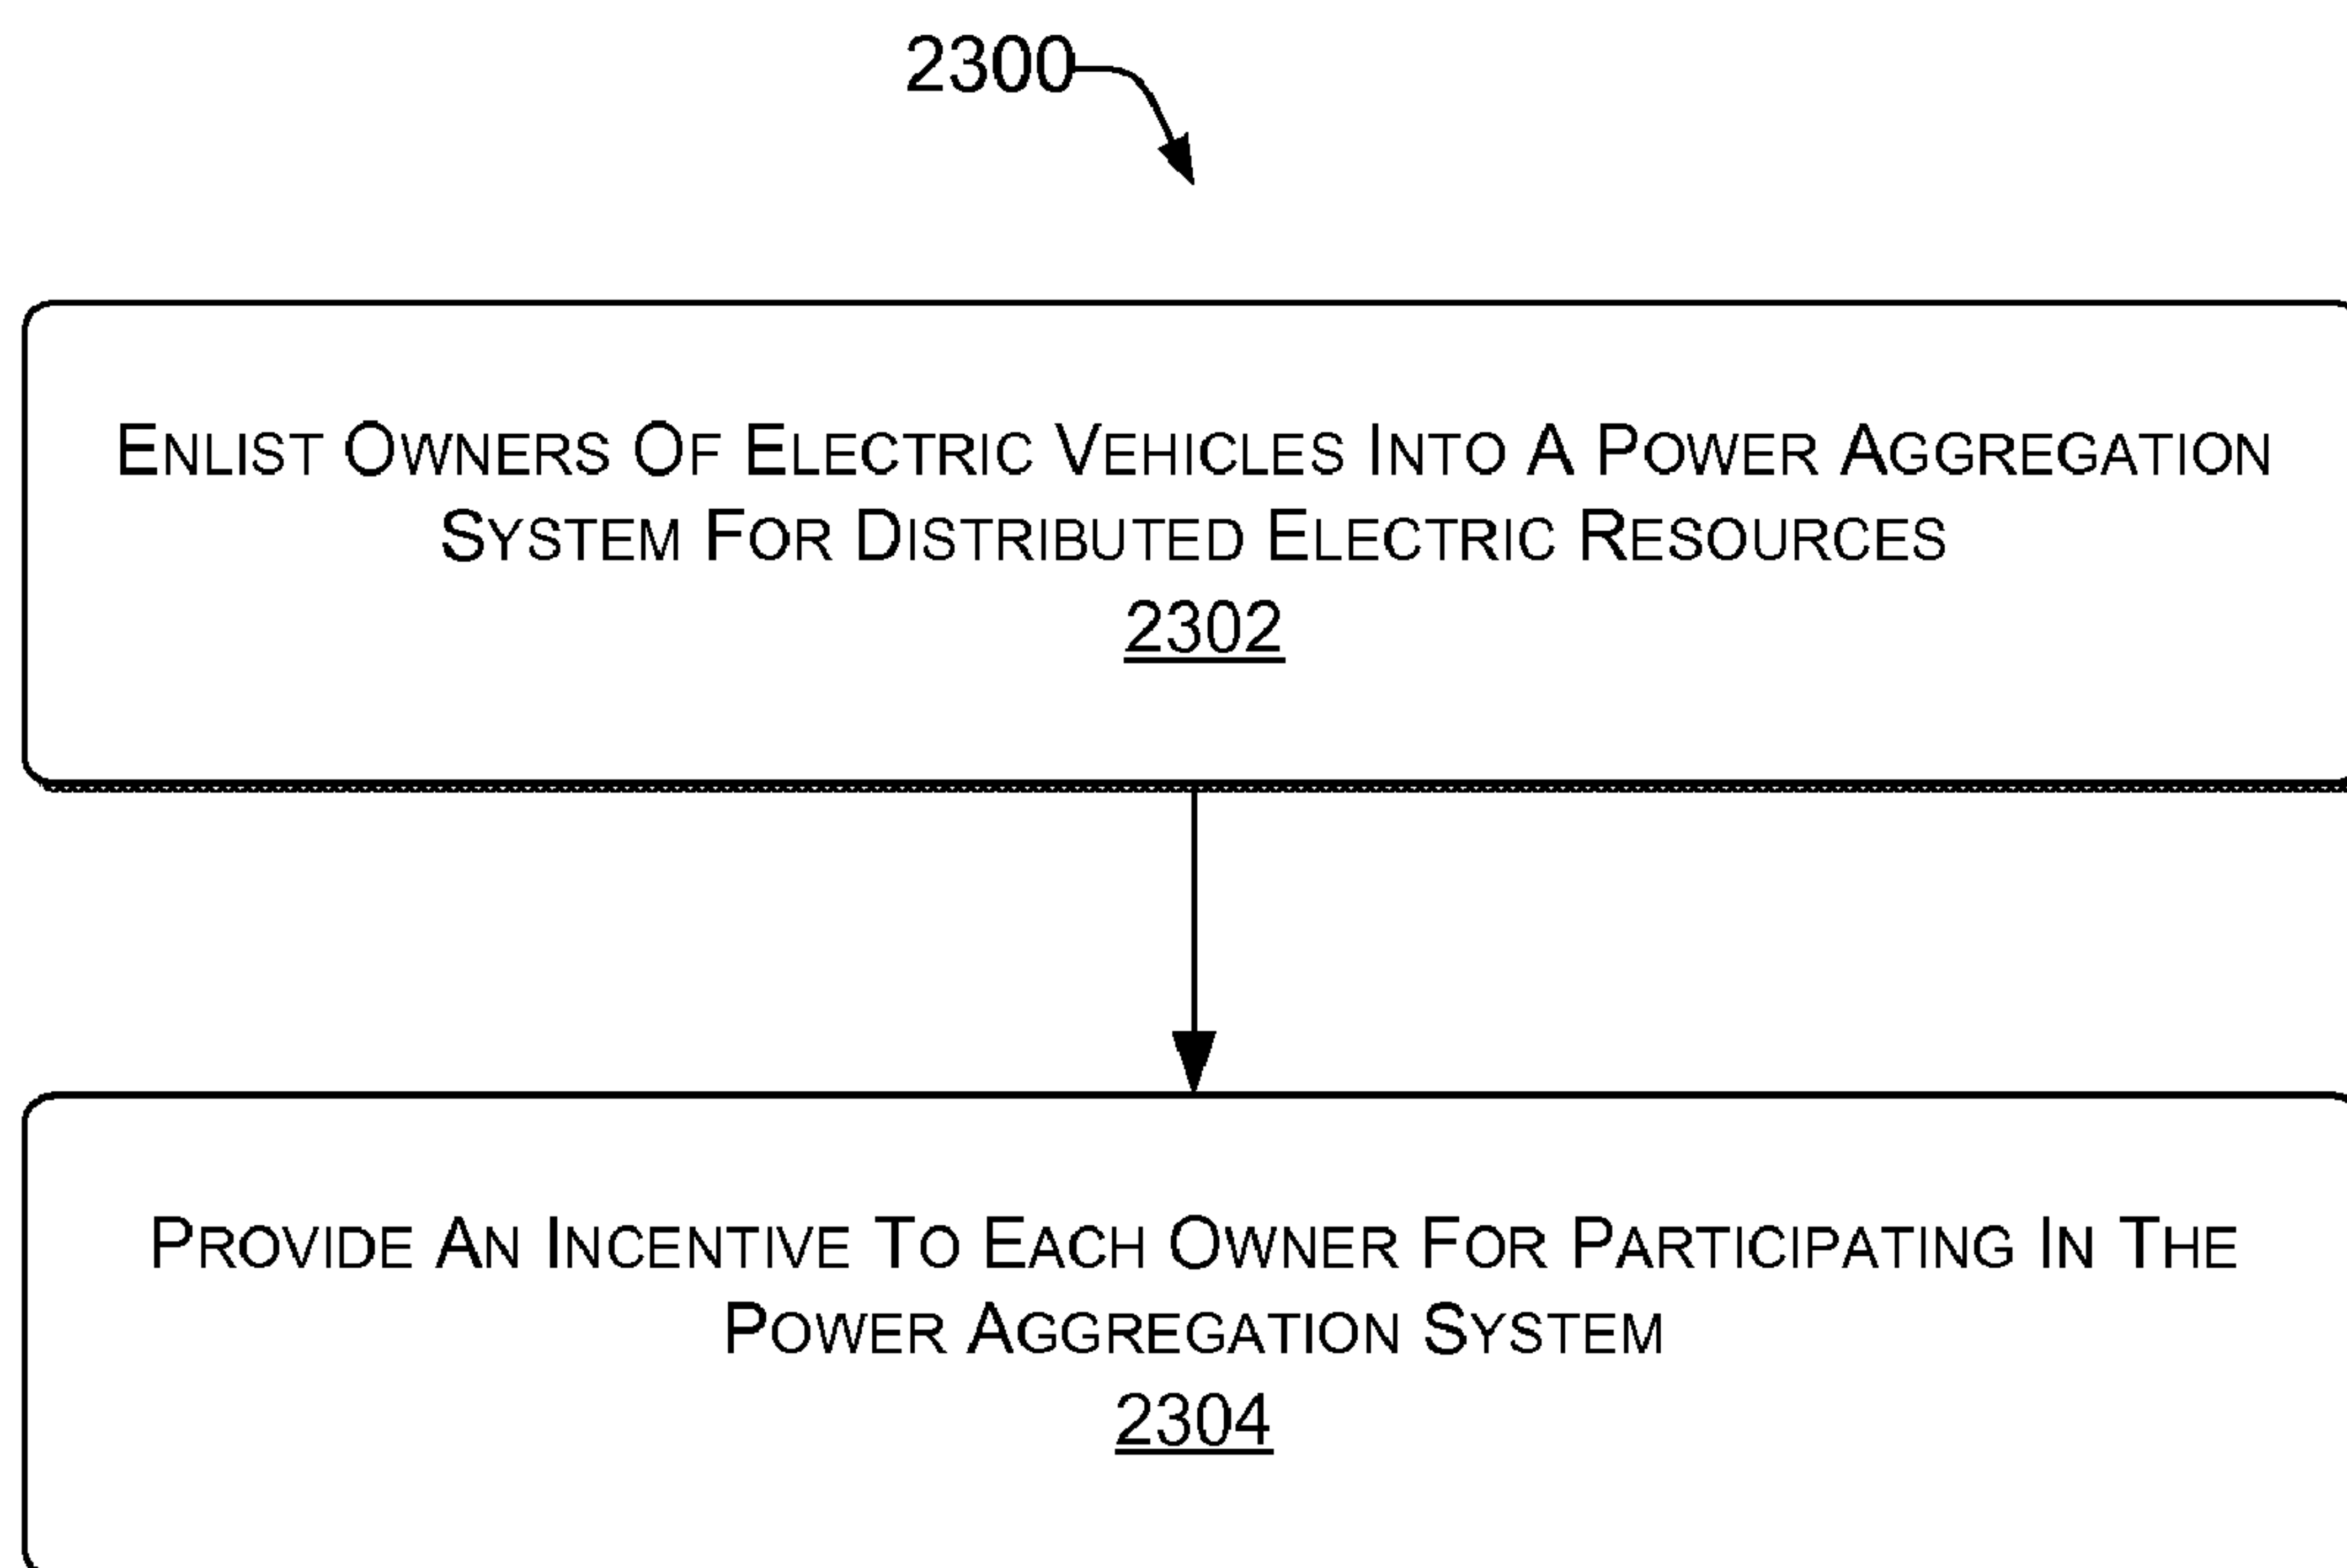 2300
Enlist Owners Of Electric Vehicles Into A Power Aggregation
System For Distributed Electric Resources
2302
Provide An Incentive To Each Owner For Participating In The
Power Aggregation System
2304